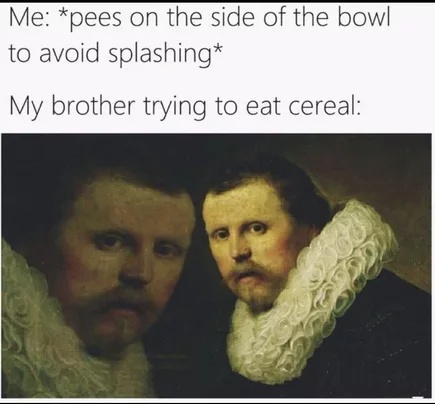 Me: *pees on the side of the bowl
to avoid splashing*
My brother trying to eat cereal: